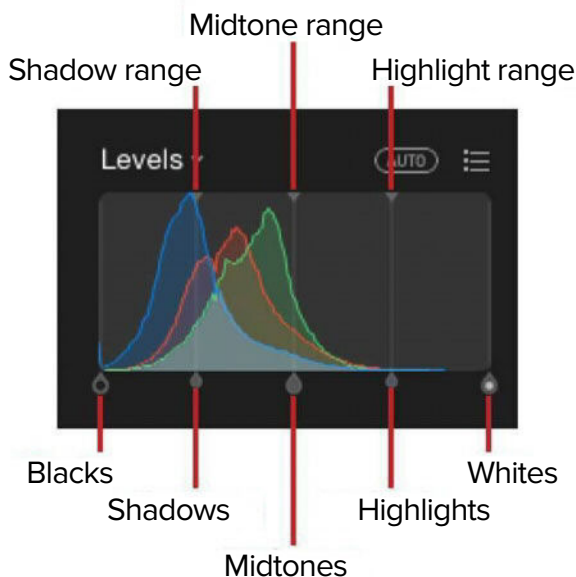 Midtone range
Shadow range
Highlight range
Levels
AUTO
Blacks
Whites
Shadows
Highlights
Midtones